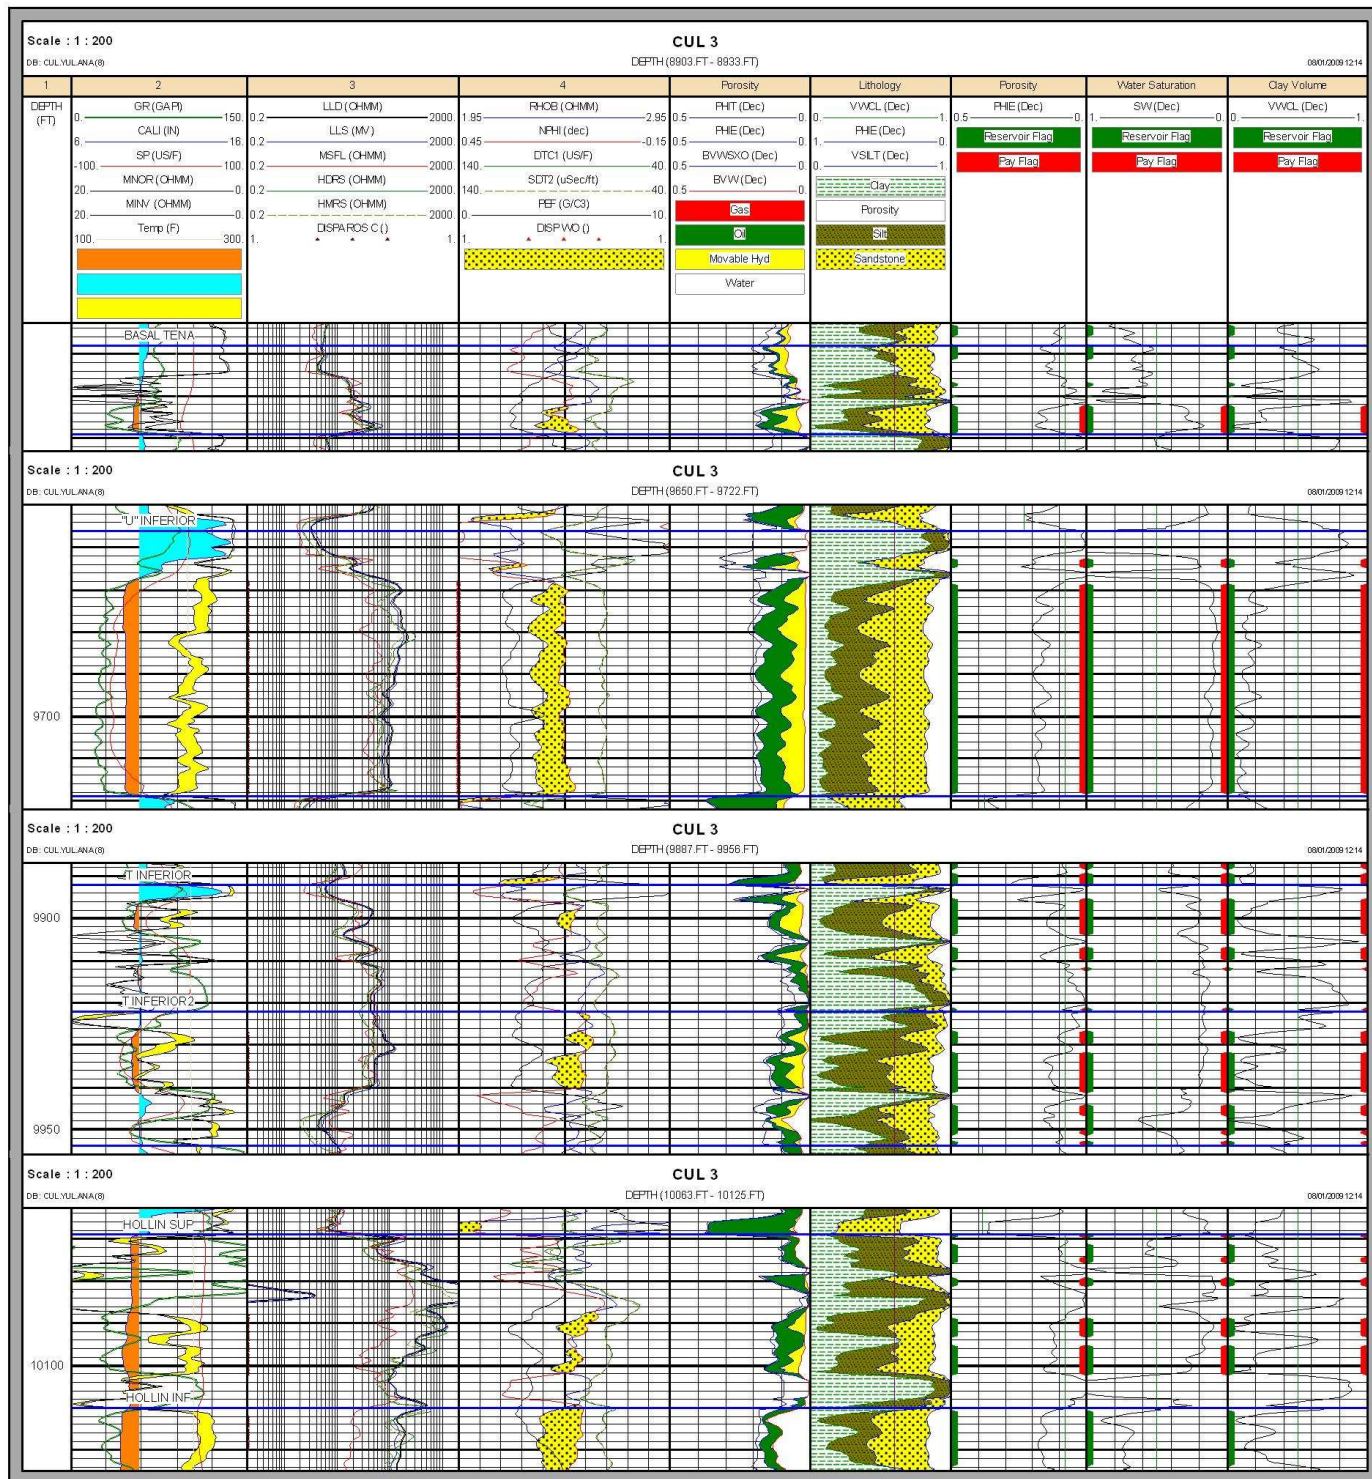 Scale : 1 : 200
CUL 3
DB: CUL.YUL.ANA(8)
DEPTH (8903.FT - 8933.FT)
08/01/2009 12:14
1 2 3 4 Porosity Lithology Porosity Water Saturation Clay Volume
DEPTH (FT)
GR (GAPI)
0. 150.
CALI (IN)
6. 16.
SP (US/F)
-100. 100.
MNOR (OHMM)
20. 0.
MINV (OHMM)
20. 0.
Temp (F)
100. 300.
LLD (OHMM)
0.2 2000.
LLS (MV)
0.2 2000.
MSFL (OHMM)
0.2 2000.
HDRS (OHMM)
0.2 2000.
HMRS (OHMM)
0.2 2000.
DISPAROS C ()
1. 1.
RHOB (OHMM)
1.95 2.95
NPHI (dec)
0.45 -0.15
DTC1 (US/F)
140. 40.
SDT2 (uSec/ft)
140. 40.
PEF (G/C3)
0. 10.
DISP WO ()
1. 1.
PHIT (Dec)
0.5 0.
PHIE (Dec)
0.5 0.
BVWSXO (Dec)
0.5 0.
BVW (Dec)
0.5 0.
Gas
Oil
Movable Hyd
Water
VWCL (Dec)
0. 1.
PHIE (Dec)
1. 0.
VSILT (Dec)
0. 1.
Clay
Porosity
Silt
Sandstone
PHIE (Dec)
0.5 0.
Reservoir Flag
Pay Flag
SW (Dec)
1. 0.
Reservoir Flag
Pay Flag
VWCL (Dec)
0. 1.
Reservoir Flag
Pay Flag
BASAL TENA
Scale : 1 : 200
CUL 3
DB: CUL.YUL.ANA(8)
DEPTH (9650.FT - 9722.FT)
08/01/2009 12:14
"U" INFERIOR
9700
Scale : 1 : 200
CUL 3
DB: CUL.YUL.ANA(8)
DEPTH (9887.FT - 9956.FT)
08/01/2009 12:14
T INFERIOR
9900
T INFERIOR2
9950
Scale : 1 : 200
CUL 3
DB: CUL.YUL.ANA(8)
DEPTH (10063.FT - 10125.FT)
08/01/2009 12:14
HOLLIN SUP
10100
HOLLIN INF